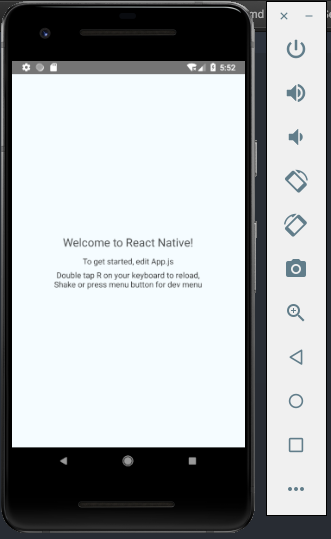 md
5:52
Welcome to React Native!
To get started, edit App.js
Double tap R on your keyboard to reload,
Shake or press menu button for dev menu